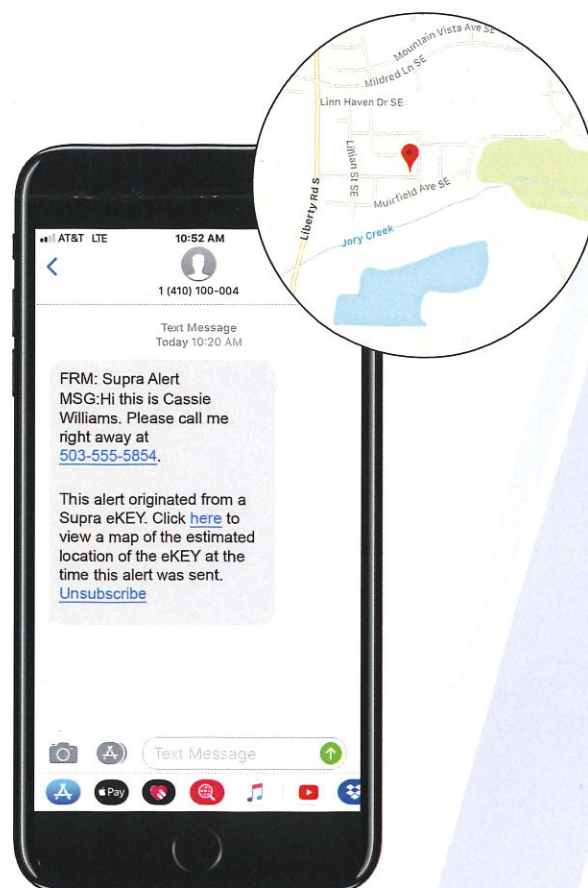 Mountain Vista Ave SE
Mildred Ln SE
Linn Haven Dr SE
Lillian St SE
Liberty Rd S
Muirfield Ave SE
Jory Creek
AT&T LTE
10:52 AM
1 (410) 100-004
Text Message
Today 10:20 AM
FRM: Supra Alert
MSG:Hi this is Cassie
Williams. Please call me
right away at
503-555-5854.
This alert originated from a
Supra eKEY. Click here to
view a map of the estimated
location of the eKEY at the
time this alert was sent.
Unsubscribe
Text Message
Pay